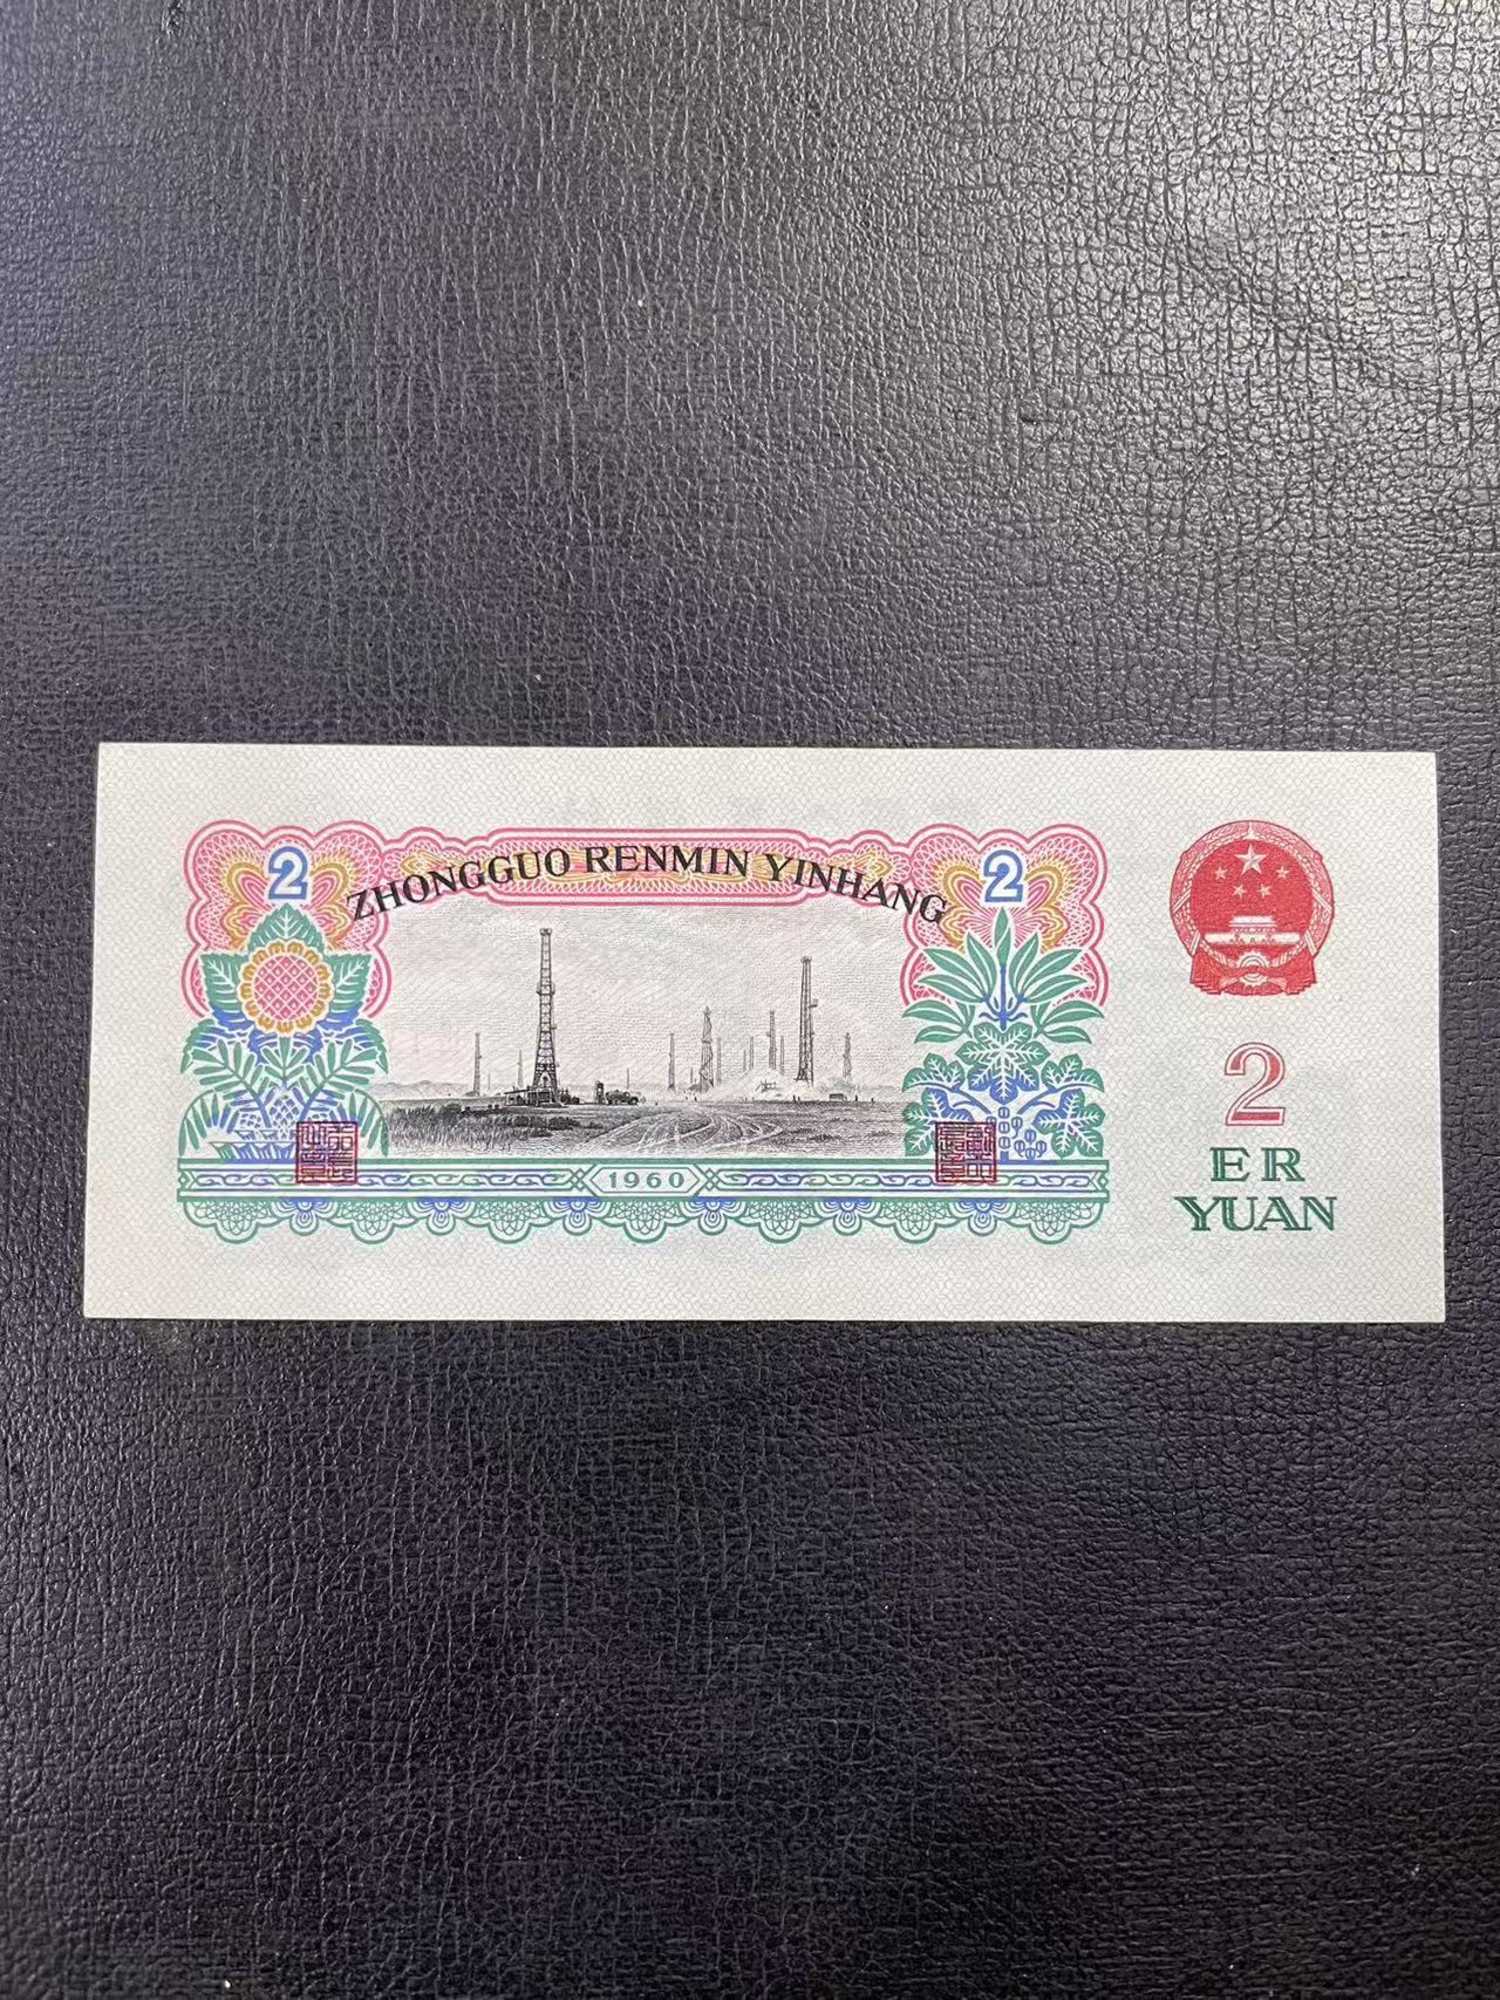 2
ZHONGGUO RENMIN YINHANG
2
1960
2
ER
YUAN